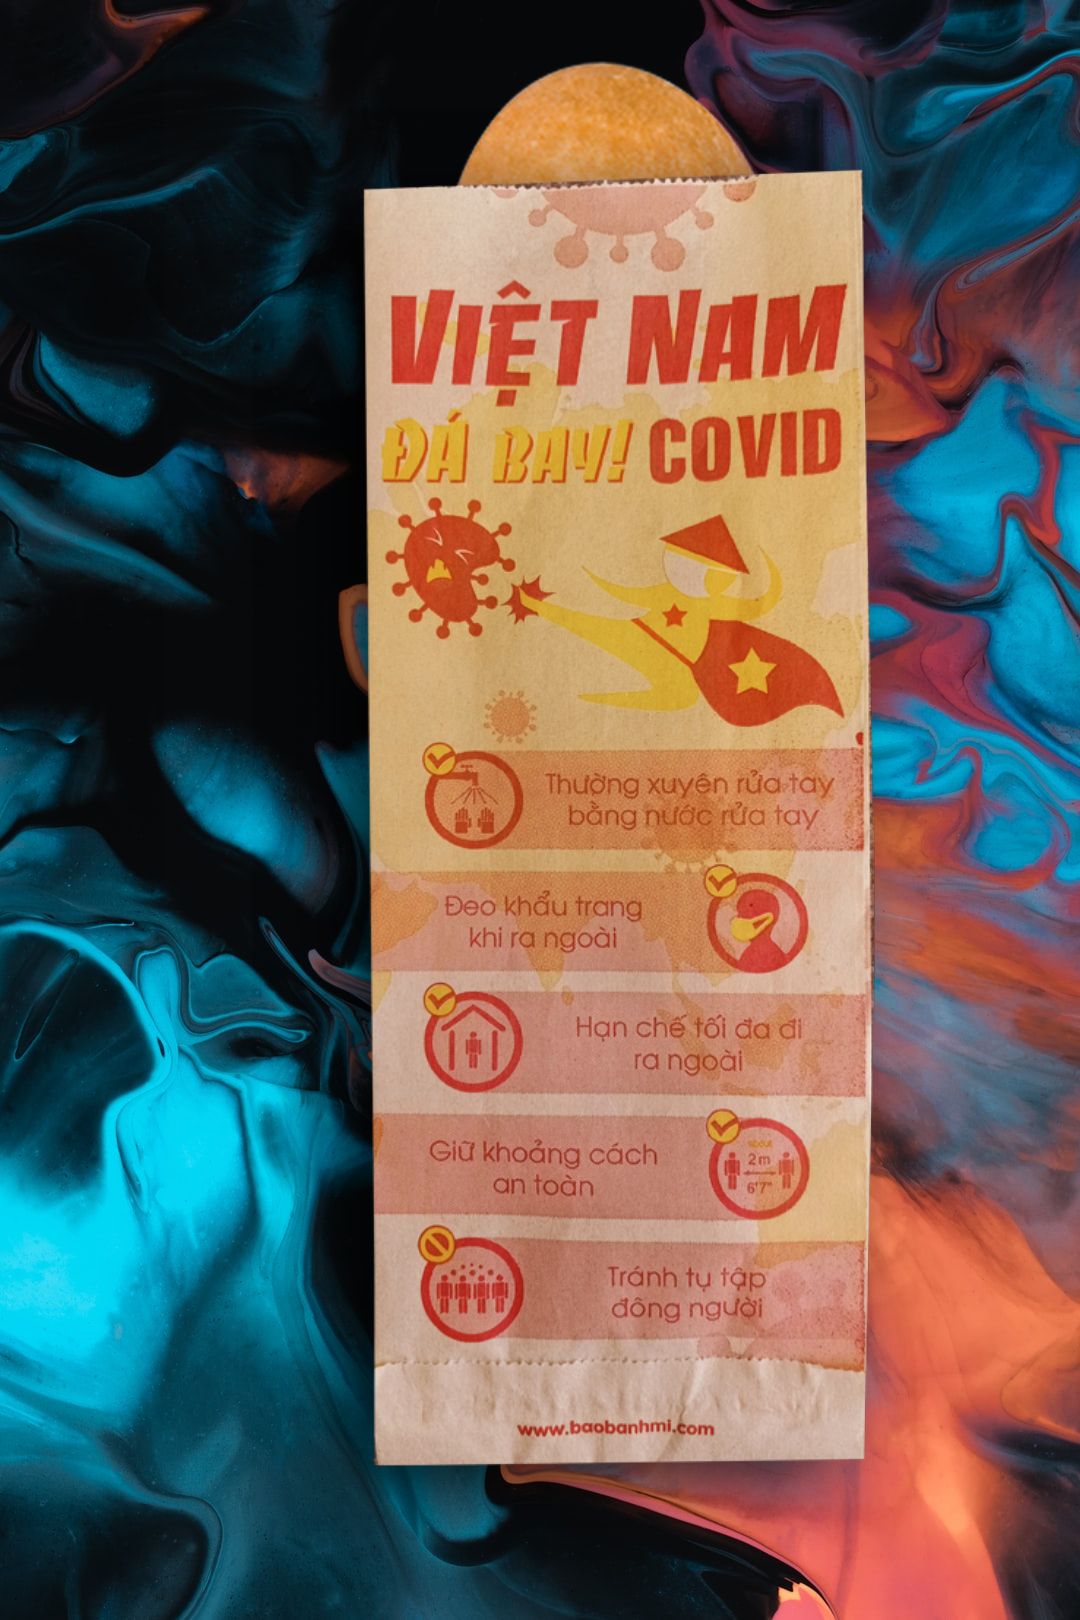 VIỆT NAM
ĐÁ BAY! COVID
Thường xuyên rửa tay
bằng nước rửa tay
Đeo khẩu trang
khi ra ngoài
Hạn chế tối đa đi
ra ngoài
Giữ khoảng cách
an toàn
about
2m
6'7"
Tránh tụ tập
đông người
www.baobanhmi.com